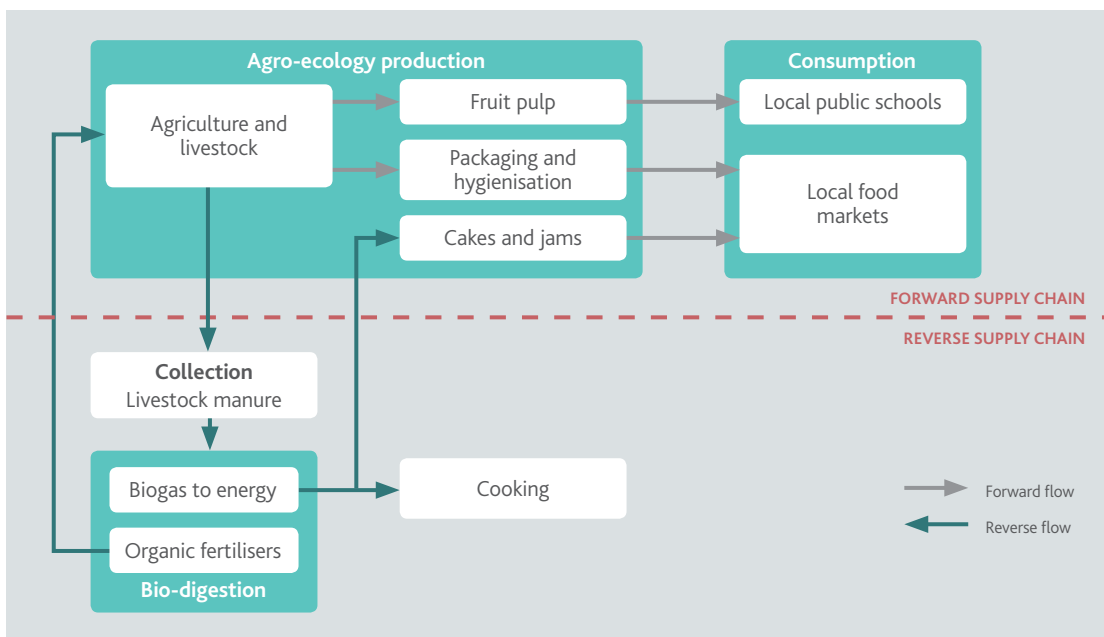 Agro-ecology production
Agriculture and
livestock
Fruit pulp
Packaging and
hygienisation
Cakes and jams
Consumption
Local public schools
Local food
markets
FORWARD SUPPLY CHAIN
REVERSE SUPPLY CHAIN
Collection
Livestock manure
Biogas to energy
Organic fertilisers
Bio-digestion
Cooking
Forward flow
Reverse flow